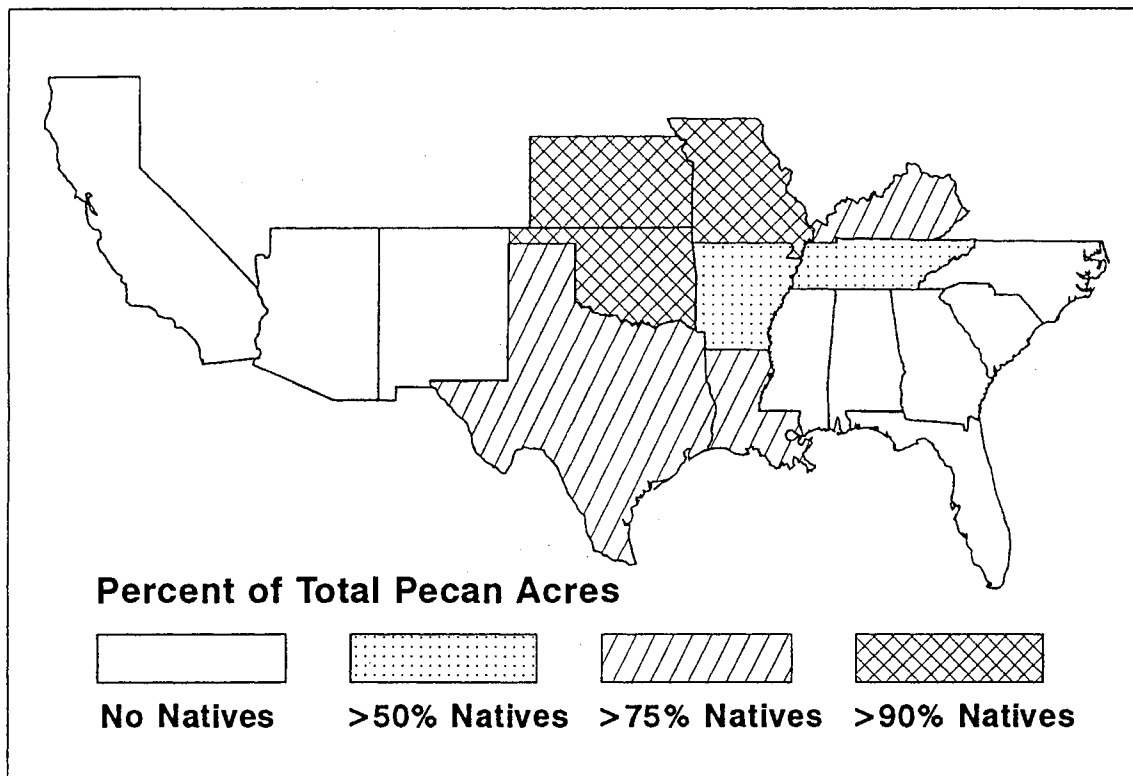 Percent of Total Pecan Acres
No Natives >50% Natives >75% Natives >90% Natives